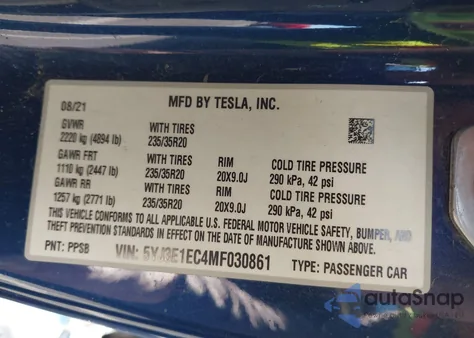 08/21 MFD BY TESLA, INC.
GVWR WITH TIRES
2220 kg (4894 lb) 235/35R20
GAWR FRT WITH TIRES RIM COLD TIRE PRESSURE
1110 kg (2447 lb) 235/35R20 20X9.0J 290 kPa, 42 psi
GAWR RR WITH TIRES RIM COLD TIRE PRESSURE
1257 kg (2771 lb) 235/35R20 20X9.0J 290 kPa, 42 psi
THIS VEHICLE CONFORMS TO ALL APPLICABLE U.S. FEDERAL MOTOR VEHICLE SAFETY, BUMPER, AND
THEFT PREVENTION STANDARDS IN EFFECT ON THE DATE OF MANUFACTURE SHOWN ABOVE.
PNT: PPSB VIN: 5YJ3E1EC4MF030861 TYPE: PASSENGER CAR
autoSnap